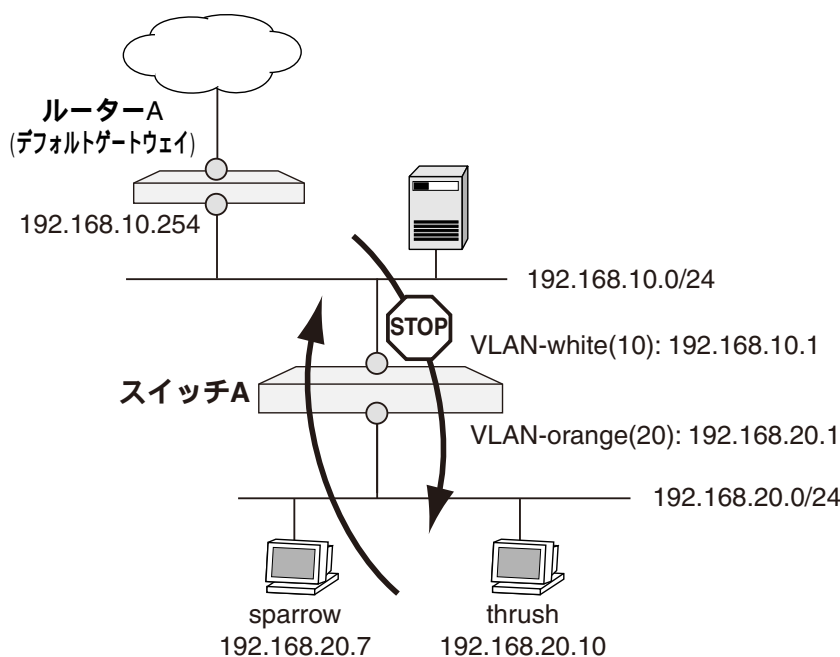 ルーターA
(デフォルトゲートウェイ)
192.168.10.254
192.168.10.0/24
STOP
VLAN-white(10): 192.168.10.1
スイッチA
VLAN-orange(20): 192.168.20.1
192.168.20.0/24
sparrow
192.168.20.7
thrush
192.168.20.10